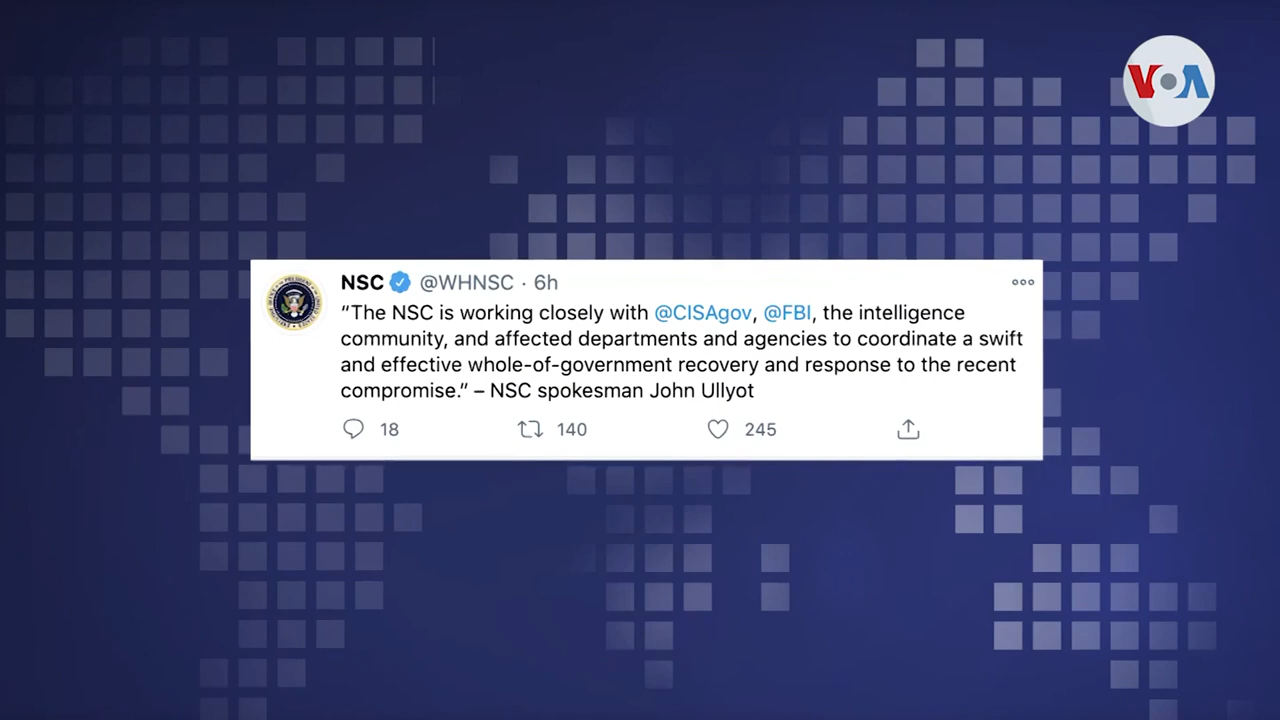 VOA
NSC @WHNSC · 6h
“The NSC is working closely with @CISAgov, @FBI, the intelligence
community, and affected departments and agencies to coordinate a swift
and effective whole-of-government recovery and response to the recent
compromise.” – NSC spokesman John Ullyot
18 140 245